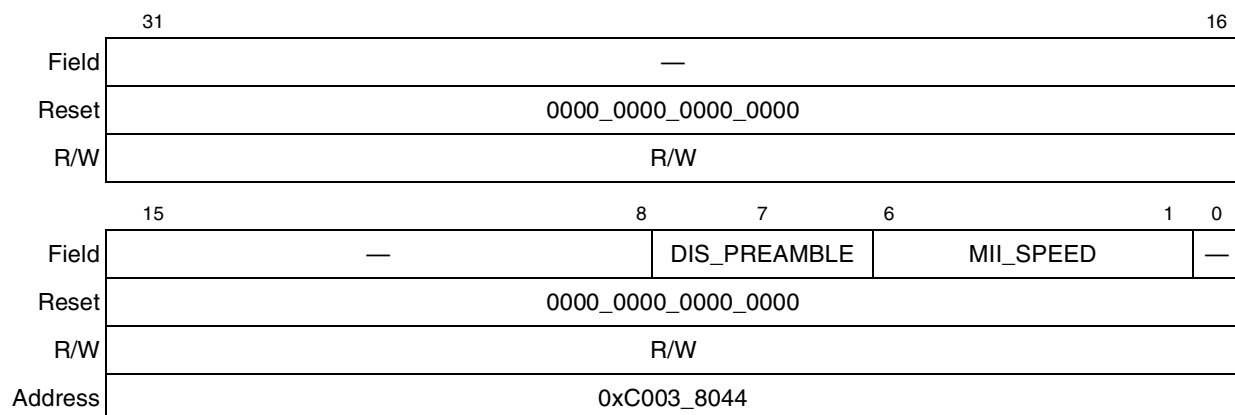 31 16
Field —
Reset 0000_0000_0000_0000
R/W R/W
15 8 7 6 1 0
Field — DIS_PREAMBLE MII_SPEED —
Reset 0000_0000_0000_0000
R/W R/W
Address 0xC003_8044